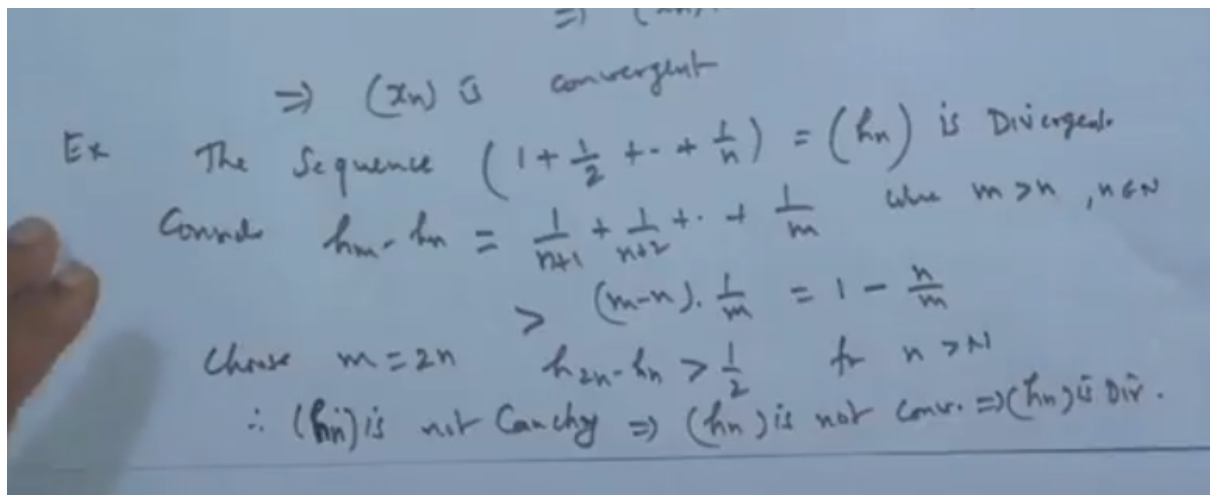 ⇒ (xn) is convergent
Ex The Sequence (1 + 1/2 + .. + 1/n) = (hn) is Divergent.
hm - hn = 1/(n+1) + 1/(n+2) + .. + 1/m m > n , n ∈ N
> (m-n). 1/m = 1 - n/m
Choose m = 2n h2n - hn > 1/2 for n > N
∴ (hn) is not Cauchy ⇒ (hn) is not Conv. ⇒ (hn) is Div.